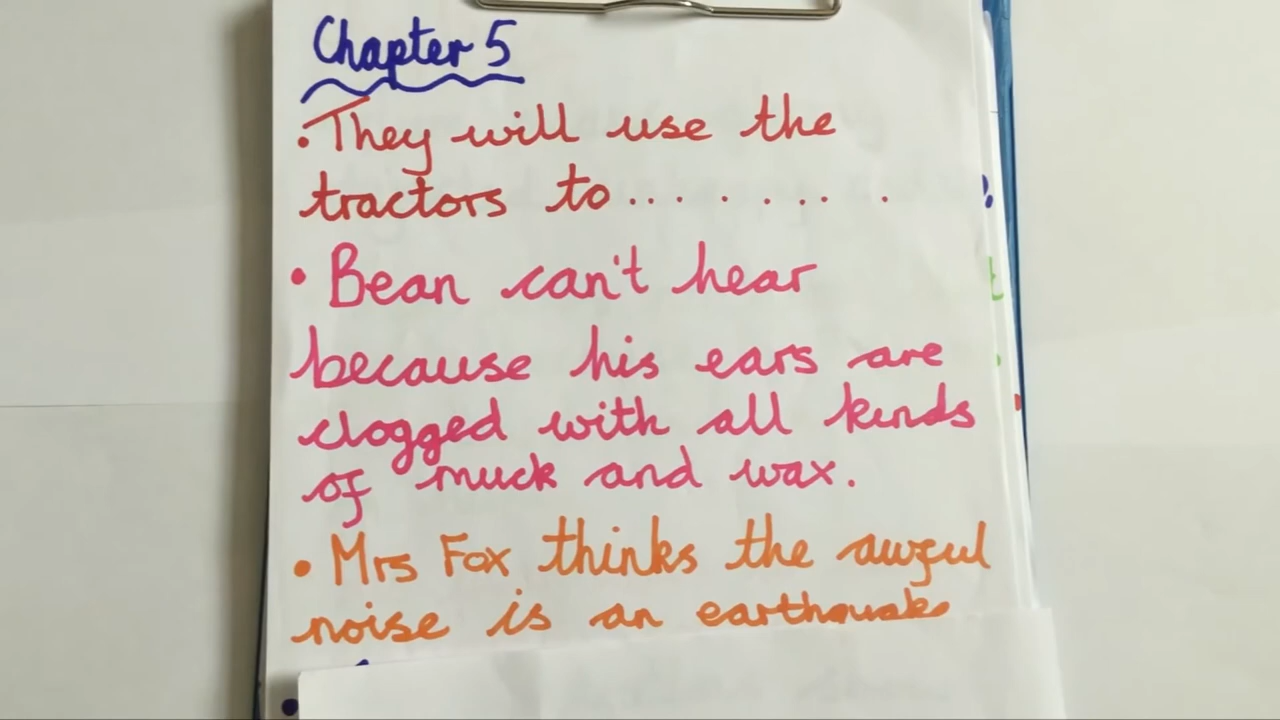 Chapter 5
• They will use the
tractors to.. . . . .. .
• Bean can't hear
because his ears are
clogged with all kinds
of muck and wax.
• Mrs Fox thinks the awful
noise is an earthquake